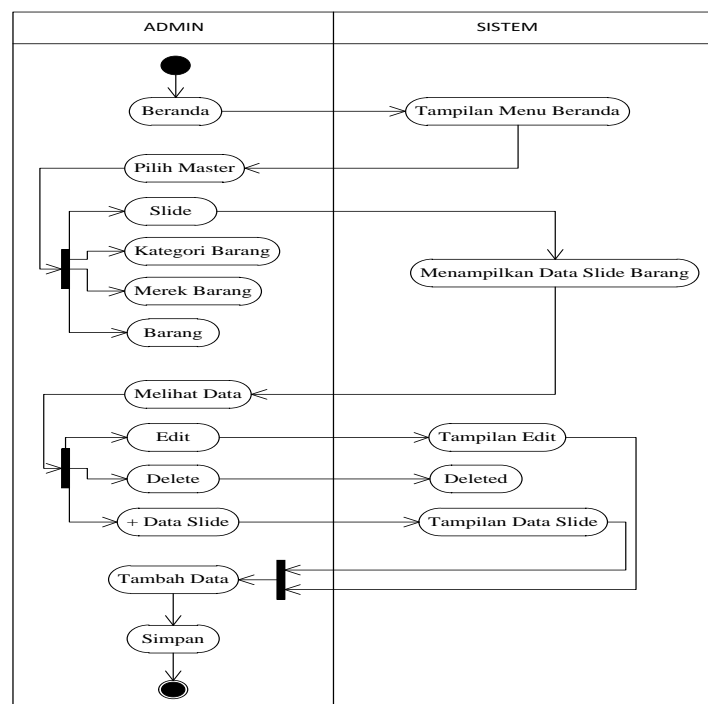 ADMIN
SISTEM
Beranda
Tampilan Menu Beranda
Pilih Master
Slide
Kategori Barang
Menampilkan Data Slide Barang
Merek Barang
Barang
Melihat Data
Edit
Tampilan Edit
Delete
Deleted
+ Data Slide
Tampilan Data Slide
Tambah Data
Simpan